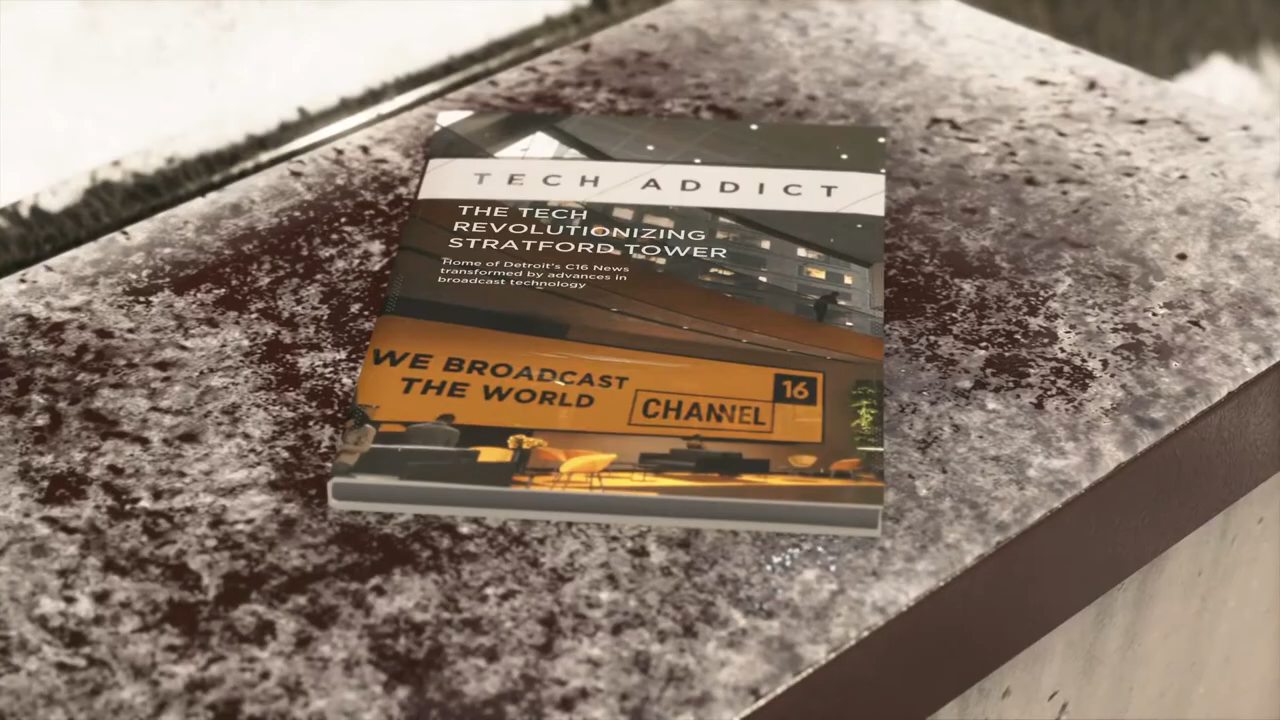 TECH ADDICT
THE TECH
REVOLUTIONIZING
STRATFORD TOWER
Home of Detroit's C16 News
transformed by advances in
broadcast technology
WE BROADCAST
THE WORLD
16
CHANNEL